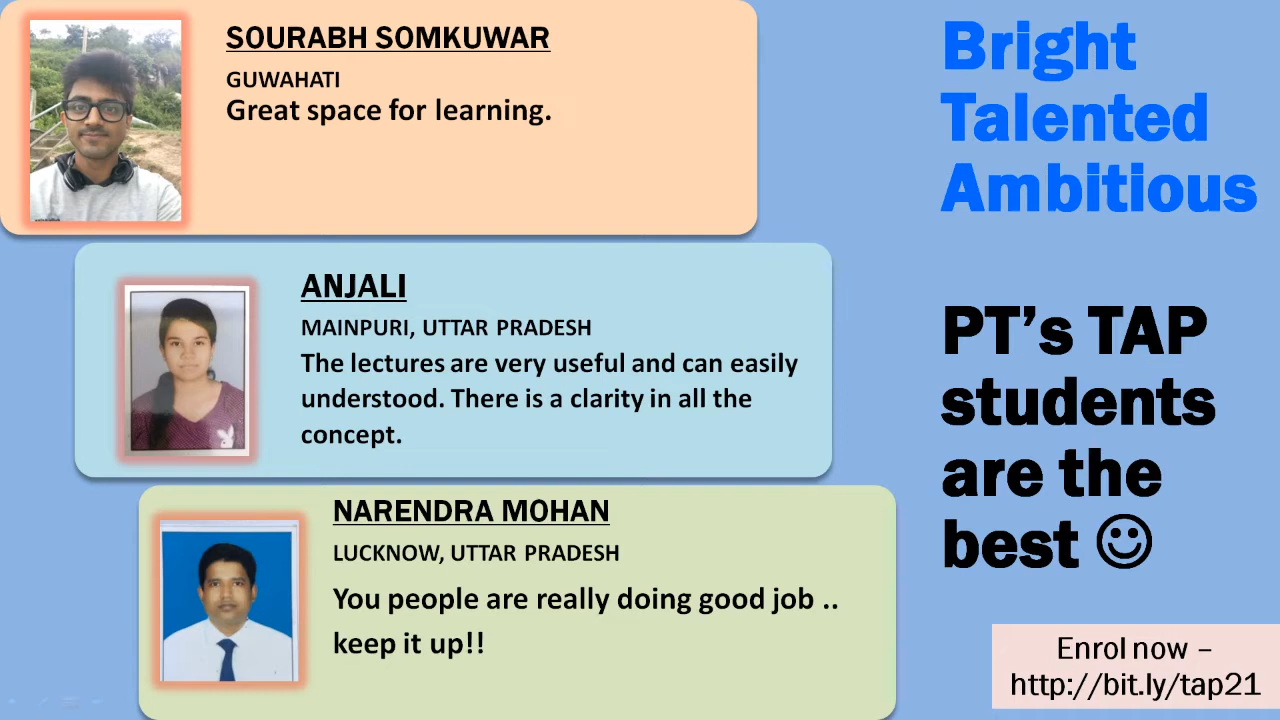 SOURABH SOMKUWAR
GUWAHATI
Great space for learning.
ANJALI
MAINPURI, UTTAR PRADESH
The lectures are very useful and can easily
understood. There is a clarity in all the
concept.
NARENDRA MOHAN
LUCKNOW, UTTAR PRADESH
You people are really doing good job ..
keep it up!!
Bright
Talented
Ambitious
PT’s TAP
students
are the
best ☺
Enrol now –
http://bit.ly/tap21